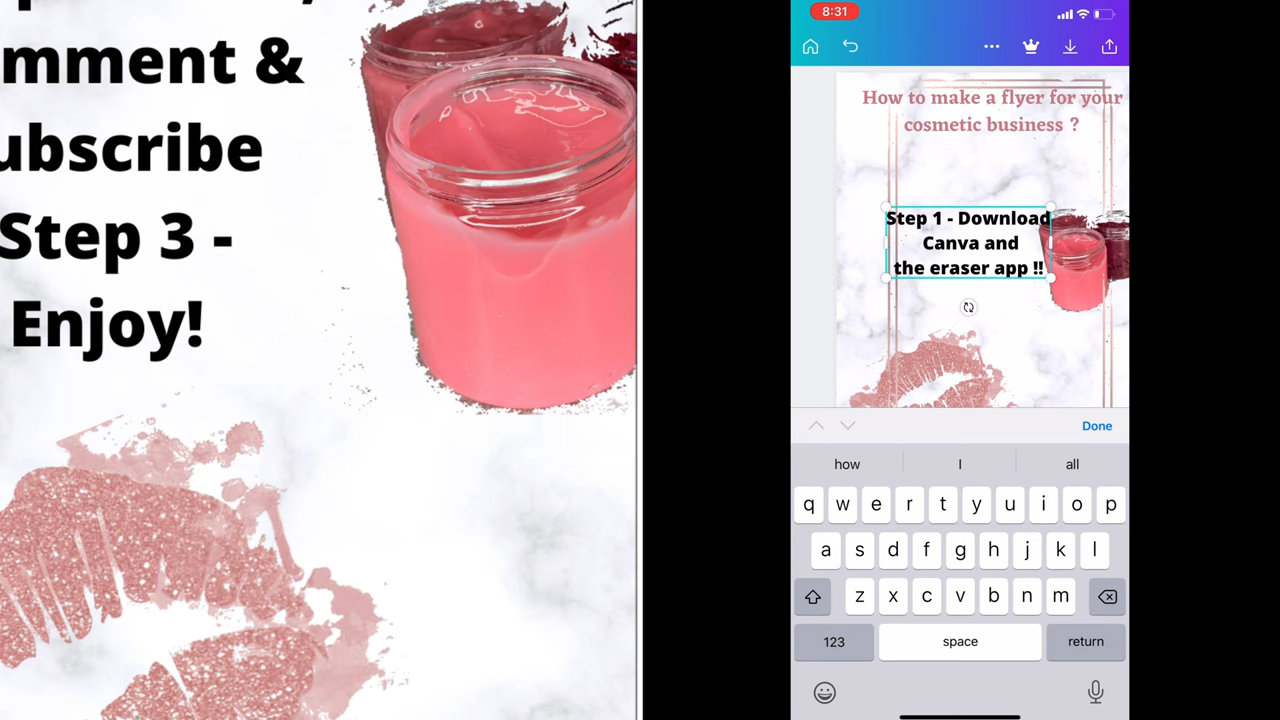 mment &
ubscribe
Step 3 -
Enjoy!
8:31
How to make a flyer for your
cosmetic business ?
Step 1 - Download
Canva and
the eraser app !!
Done
how I all
q w e r t y u i o p
a s d f g h j k l
z x c v b n m
123 space return